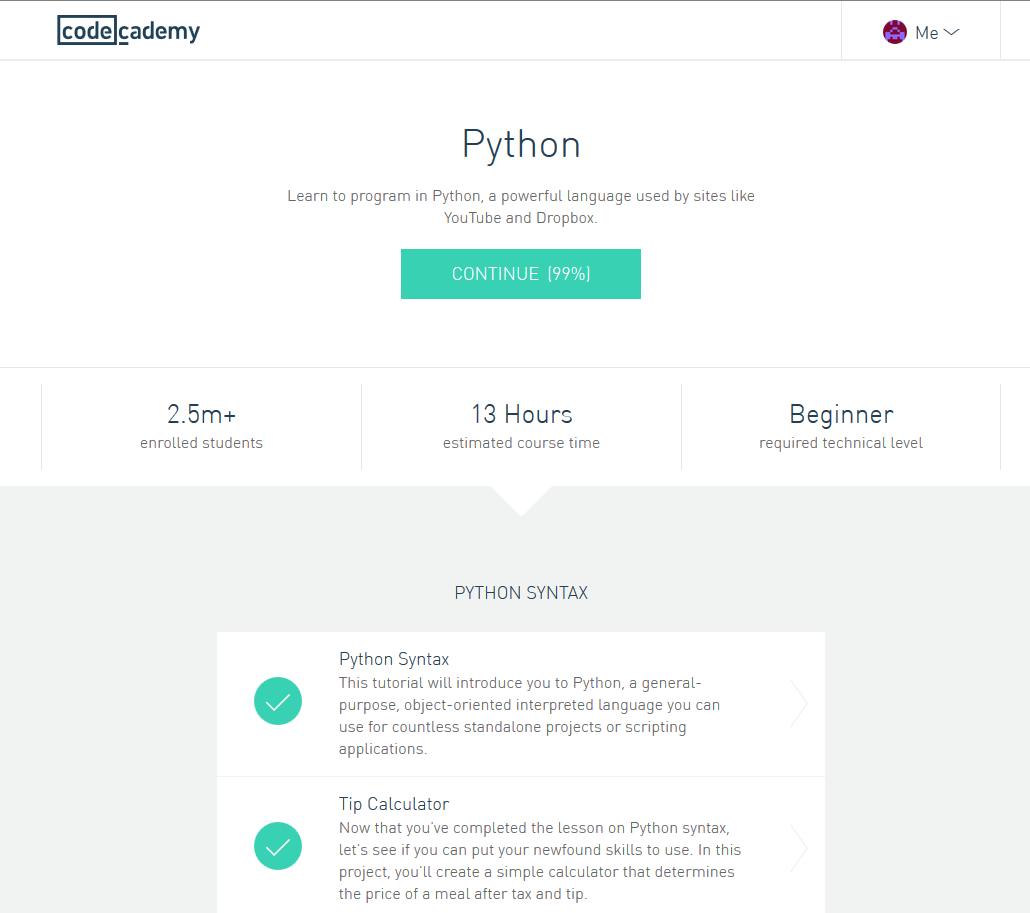 codecademy
Me
Python
Learn to program in Python, a powerful language used by sites like
YouTube and Dropbox.
CONTINUE (99%)
2.5m+
enrolled students
13 Hours
estimated course time
Beginner
required technical level
PYTHON SYNTAX
Python Syntax
This tutorial will introduce you to Python, a general-
purpose, object-oriented interpreted language you can
use for countless standalone projects or scripting
applications.
Tip Calculator
Now that you've completed the lesson on Python syntax,
let's see if you can put your newfound skills to use. In this
project, you'll create a simple calculator that determines
the price of a meal after tax and tip.